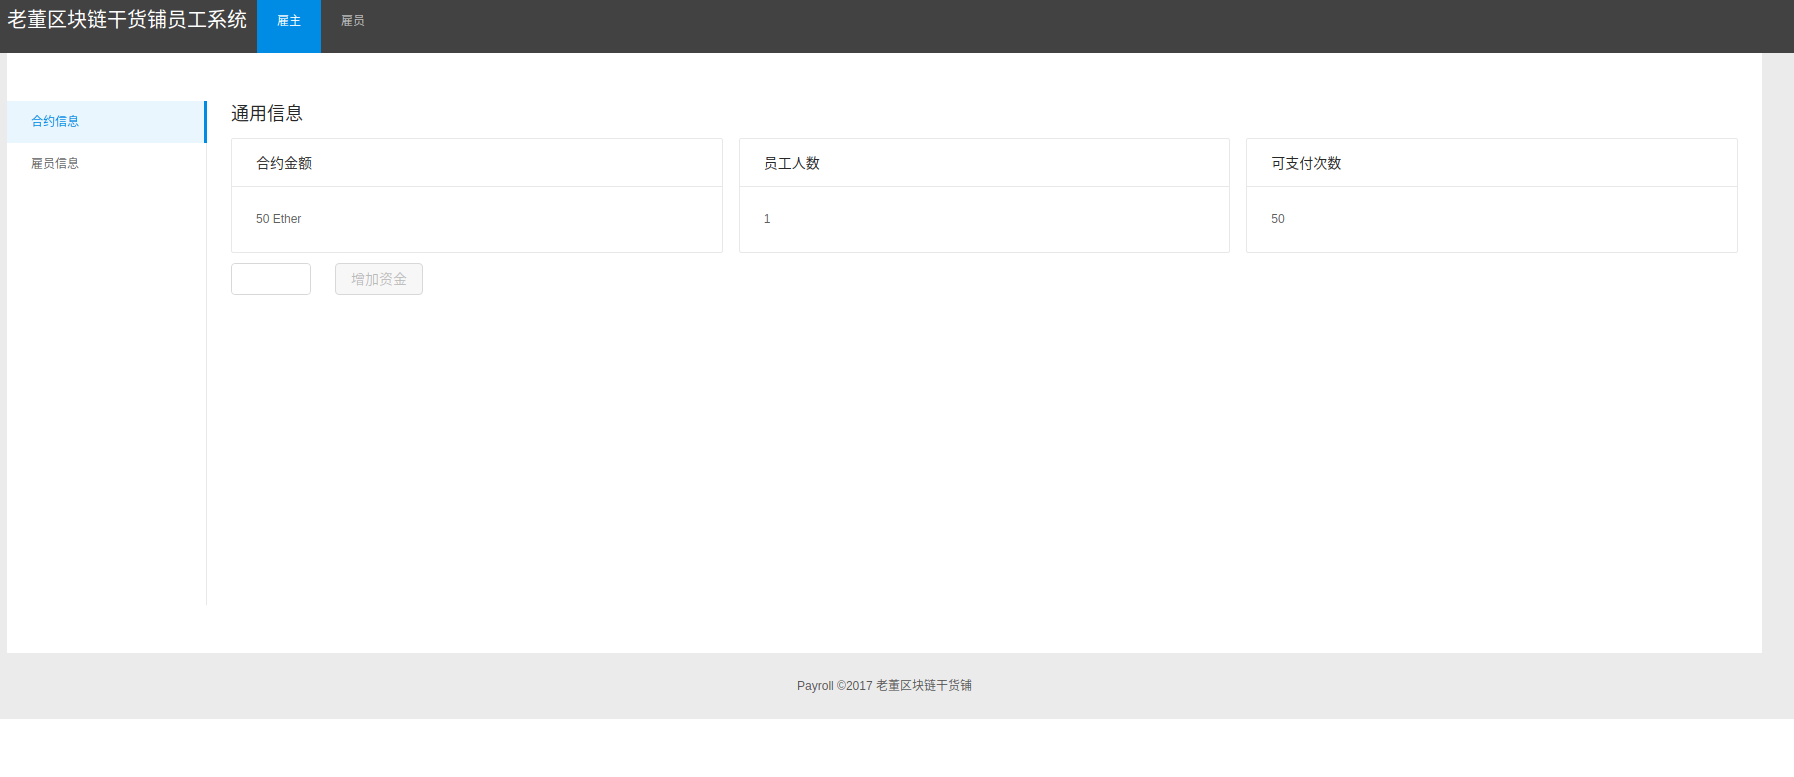 老董区块链干货铺员工系统 雇主 雇员
合约信息
雇员信息
通用信息
合约金额 员工人数 可支付次数
50 Ether 1 50
增加资金
Payroll ©2017 老董区块链干货铺